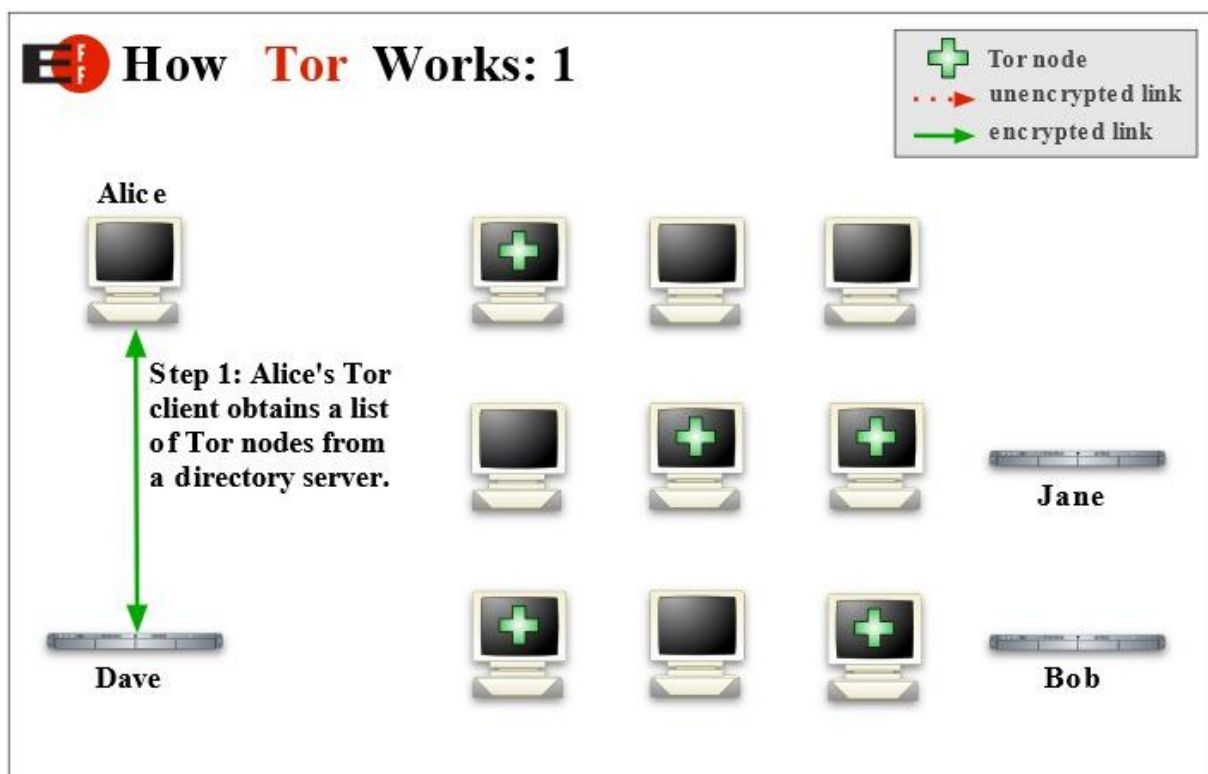 EFF How Tor Works: 1
Tor node
unencrypted link
encrypted link
Alice
Step 1: Alice's Tor
client obtains a list
of Tor nodes from
a directory server.
Jane
Dave
Bob